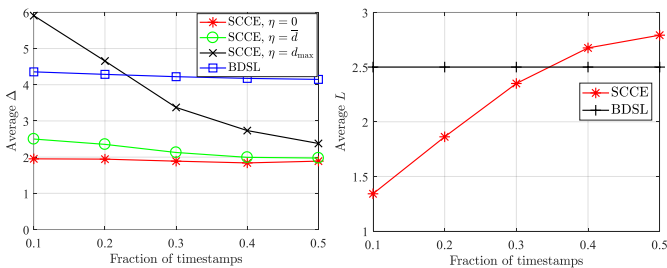 6
5
4
3
2
1
0
Average Δ
SCCE, η = 0
SCCE, η = d̅
SCCE, η = d_max
BDSL
0.1 0.2 0.3 0.4 0.5
Fraction of timestamps
3
2.5
2
1.5
1
Average L
SCCE
BDSL
0.1 0.2 0.3 0.4 0.5
Fraction of timestamps